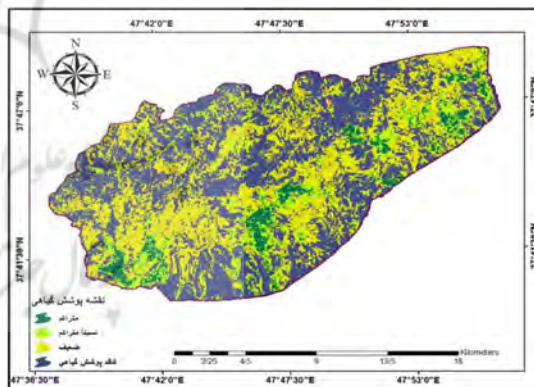 47°42'0"E 47°47'30"E 47°53'0"E
N
W E
S
37°47'0"N
37°41'30"N
نقشه پوشش گیاهی
متراکم
نسبتا متراکم
ضعیف
فاقد پوشش گیاهی
Kilometers
0 2/25 4/5 9 13/5 18
47°36'30"E 47°42'0"E 47°47'30"E 47°53'0"E